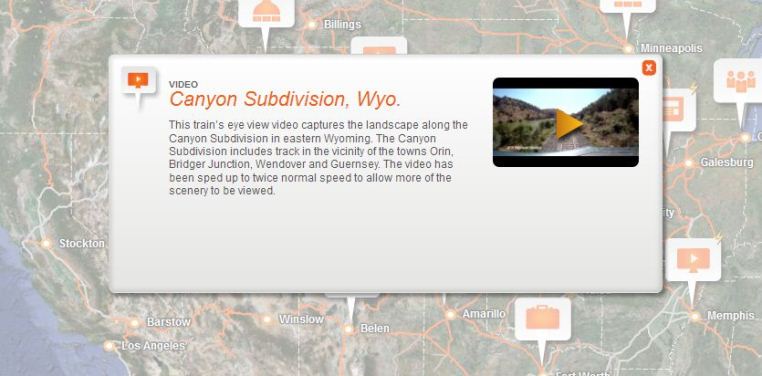 Billings
Minneapolis
VIDEO
X
Canyon Subdivision, Wyo.
This train's eye view video captures the landscape along the
Canyon Subdivision in eastern Wyoming. The Canyon
Subdivision includes track in the vicinity of the towns Orin,
Bridger Junction, Wendover and Guernsey. The video has
been sped up to twice normal speed to allow more of the
scenery to be viewed.
Galesburg
Stockton
Barstow
Winslow
Belen
Amarillo
Memphis
Los Angeles
Fort Worth